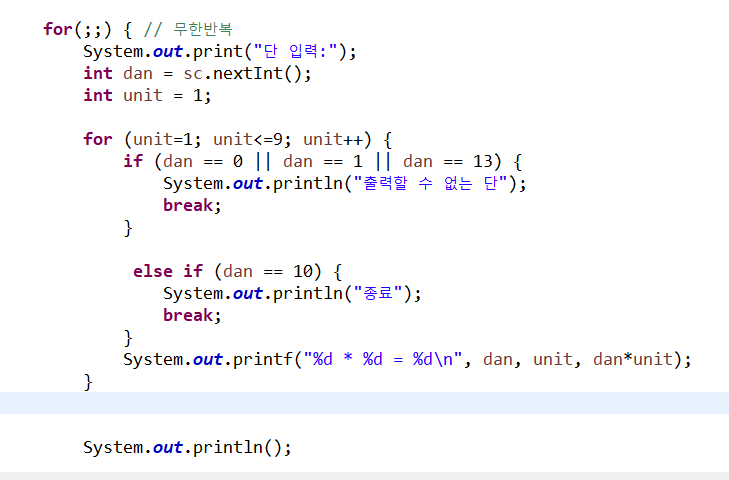 for(;;) { // 무한반복
System.out.print("단 입력:");
int dan = sc.nextInt();
int unit = 1;
for (unit=1; unit<=9; unit++) {
if (dan == 0 || dan == 1 || dan == 13) {
System.out.println("출력할 수 없는 단");
break;
}
else if (dan == 10) {
System.out.println("종료");
break;
}
System.out.printf("%d * %d = %d\n", dan, unit, dan*unit);
}
System.out.println();